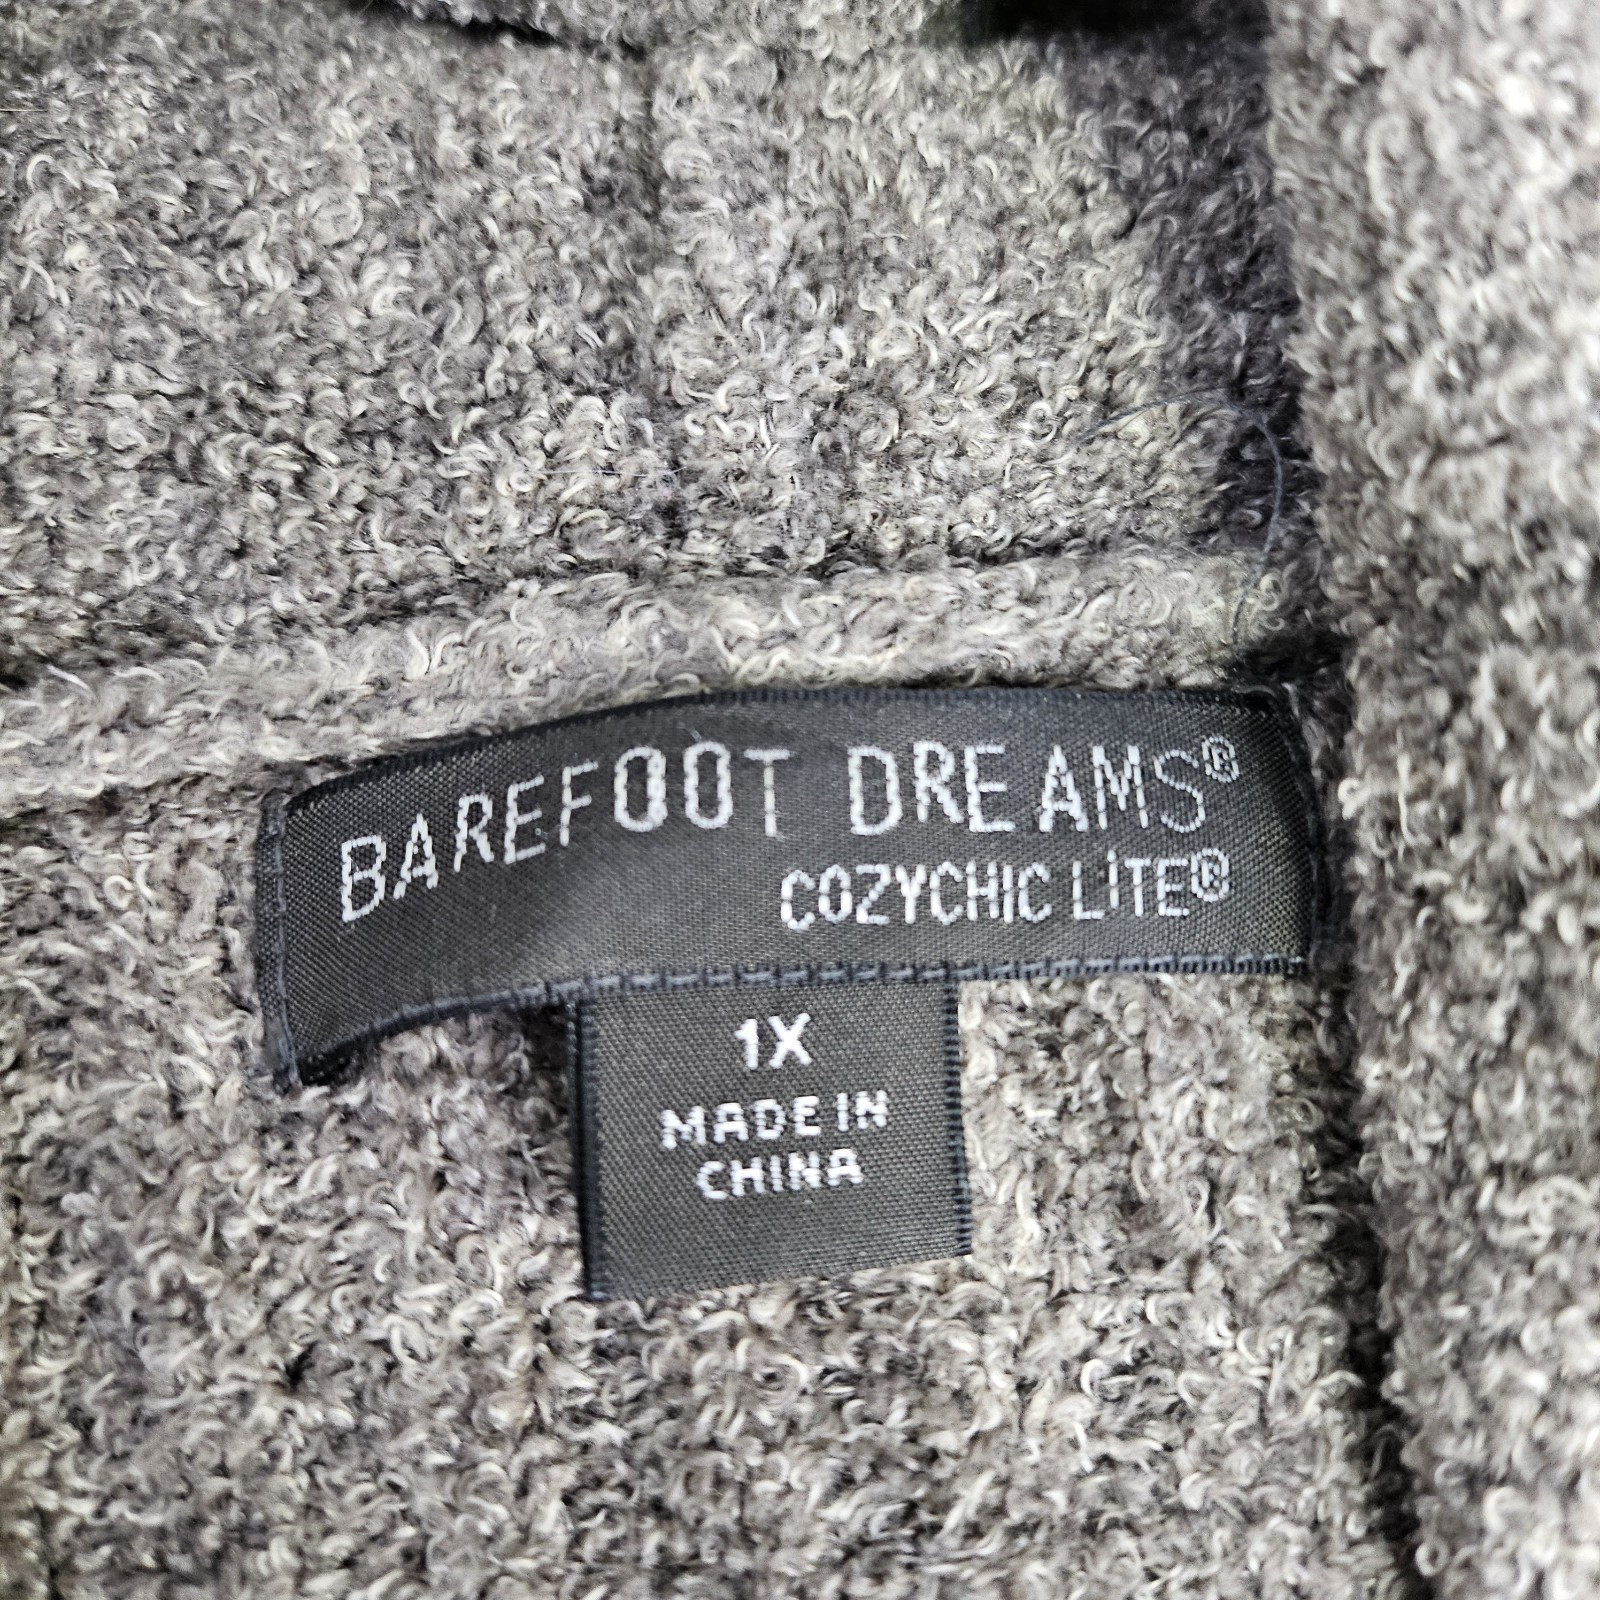 BAREFOOT DREAMS®
COZYCHIC LiTE®
1X
MADE IN
CHINA